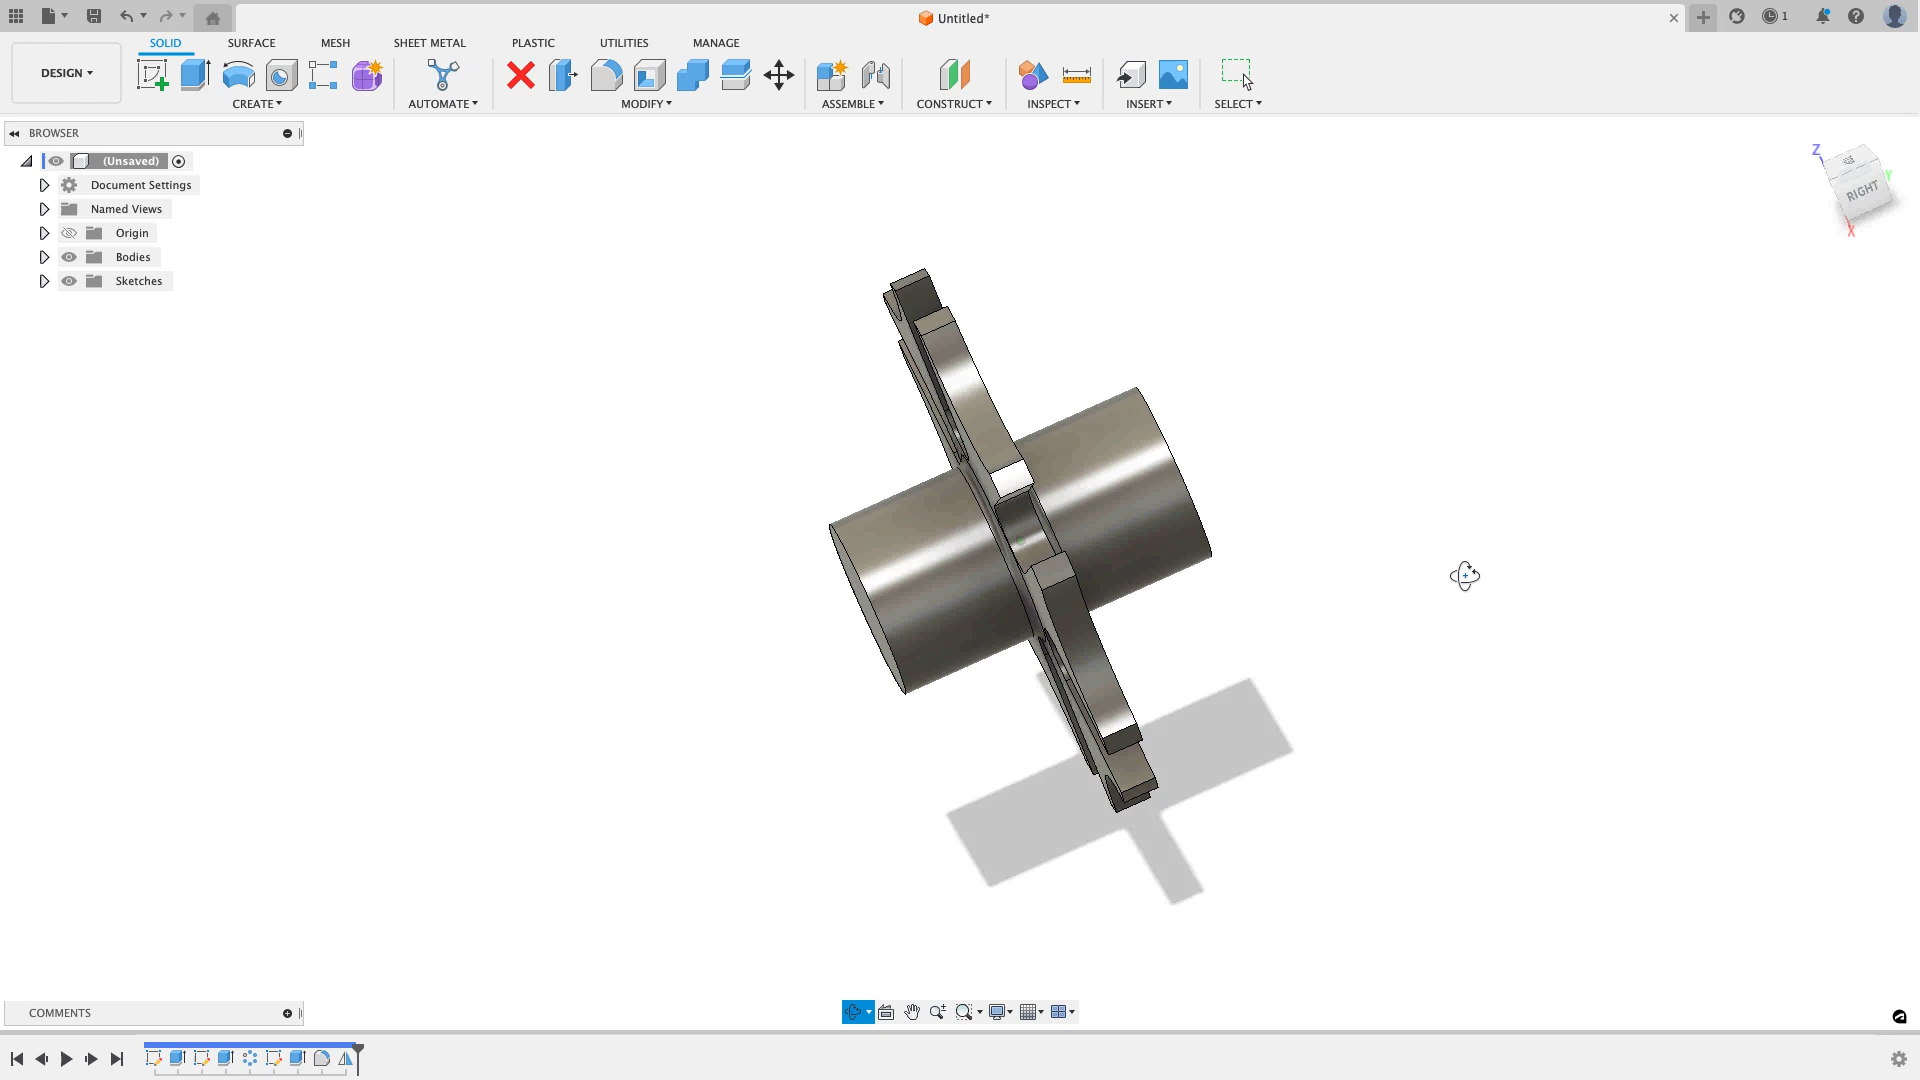 Untitled*
1
DESIGN
SOLID
SURFACE
MESH
SHEET METAL
PLASTIC
UTILITIES
MANAGE
CREATE
AUTOMATE
MODIFY
ASSEMBLE
CONSTRUCT
INSPECT
INSERT
SELECT
BROWSER
(Unsaved)
Document Settings
Named Views
Origin
Bodies
Sketches
Z
Y
RIGHT
X
COMMENTS